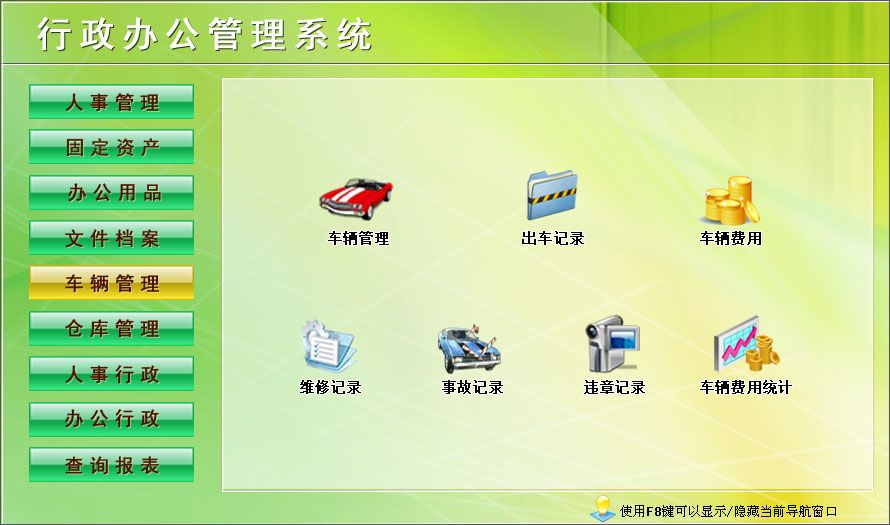 行政办公管理系统
人事管理
固定资产
办公用品
文件档案
车辆管理
仓库管理
人事行政
办公行政
查询报表
车辆管理
出车记录
车辆费用
维修记录
事故记录
违章记录
车辆费用统计
使用F8键可以显示/隐藏当前导航窗口